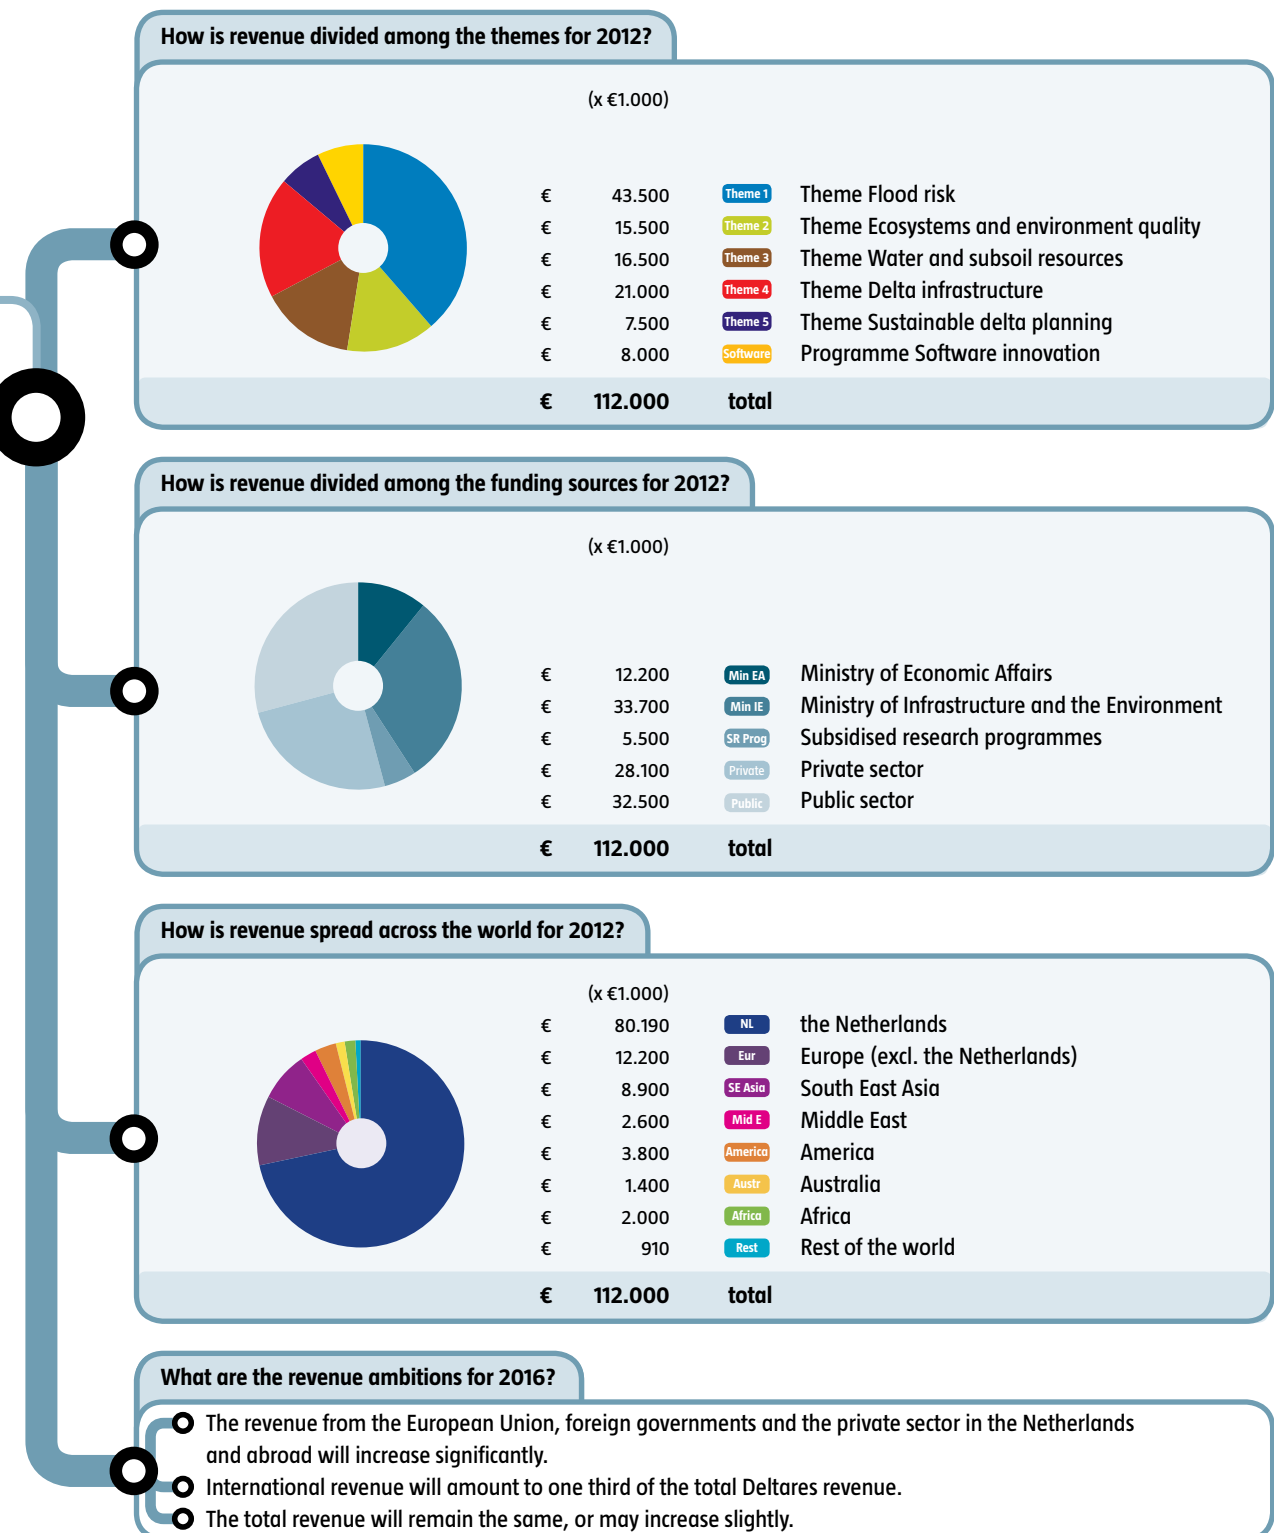 How is revenue divided among the themes for 2012?
(x €1.000)
€ 43.500 Theme 1 Theme Flood risk
€ 15.500 Theme 2 Theme Ecosystems and environment quality
€ 16.500 Theme 3 Theme Water and subsoil resources
€ 21.000 Theme 4 Theme Delta infrastructure
€ 7.500 Theme 5 Theme Sustainable delta planning
€ 8.000 Software Programme Software innovation
€ 112.000 total
How is revenue divided among the funding sources for 2012?
(x €1.000)
€ 12.200 Min EA Ministry of Economic Affairs
€ 33.700 Min IE Ministry of Infrastructure and the Environment
€ 5.500 SR Prog Subsidised research programmes
€ 28.100 Private Private sector
€ 32.500 Public Public sector
€ 112.000 total
How is revenue spread across the world for 2012?
(x €1.000)
€ 80.190 NL the Netherlands
€ 12.200 Eur Europe (excl. the Netherlands)
€ 8.900 SE Asia South East Asia
€ 2.600 Mid E Middle East
€ 3.800 America America
€ 1.400 Austr Australia
€ 2.000 Africa Africa
€ 910 Rest Rest of the world
€ 112.000 total
What are the revenue ambitions for 2016?
The revenue from the European Union, foreign governments and the private sector in the Netherlands
and abroad will increase significantly.
International revenue will amount to one third of the total Deltares revenue.
The total revenue will remain the same, or may increase slightly.